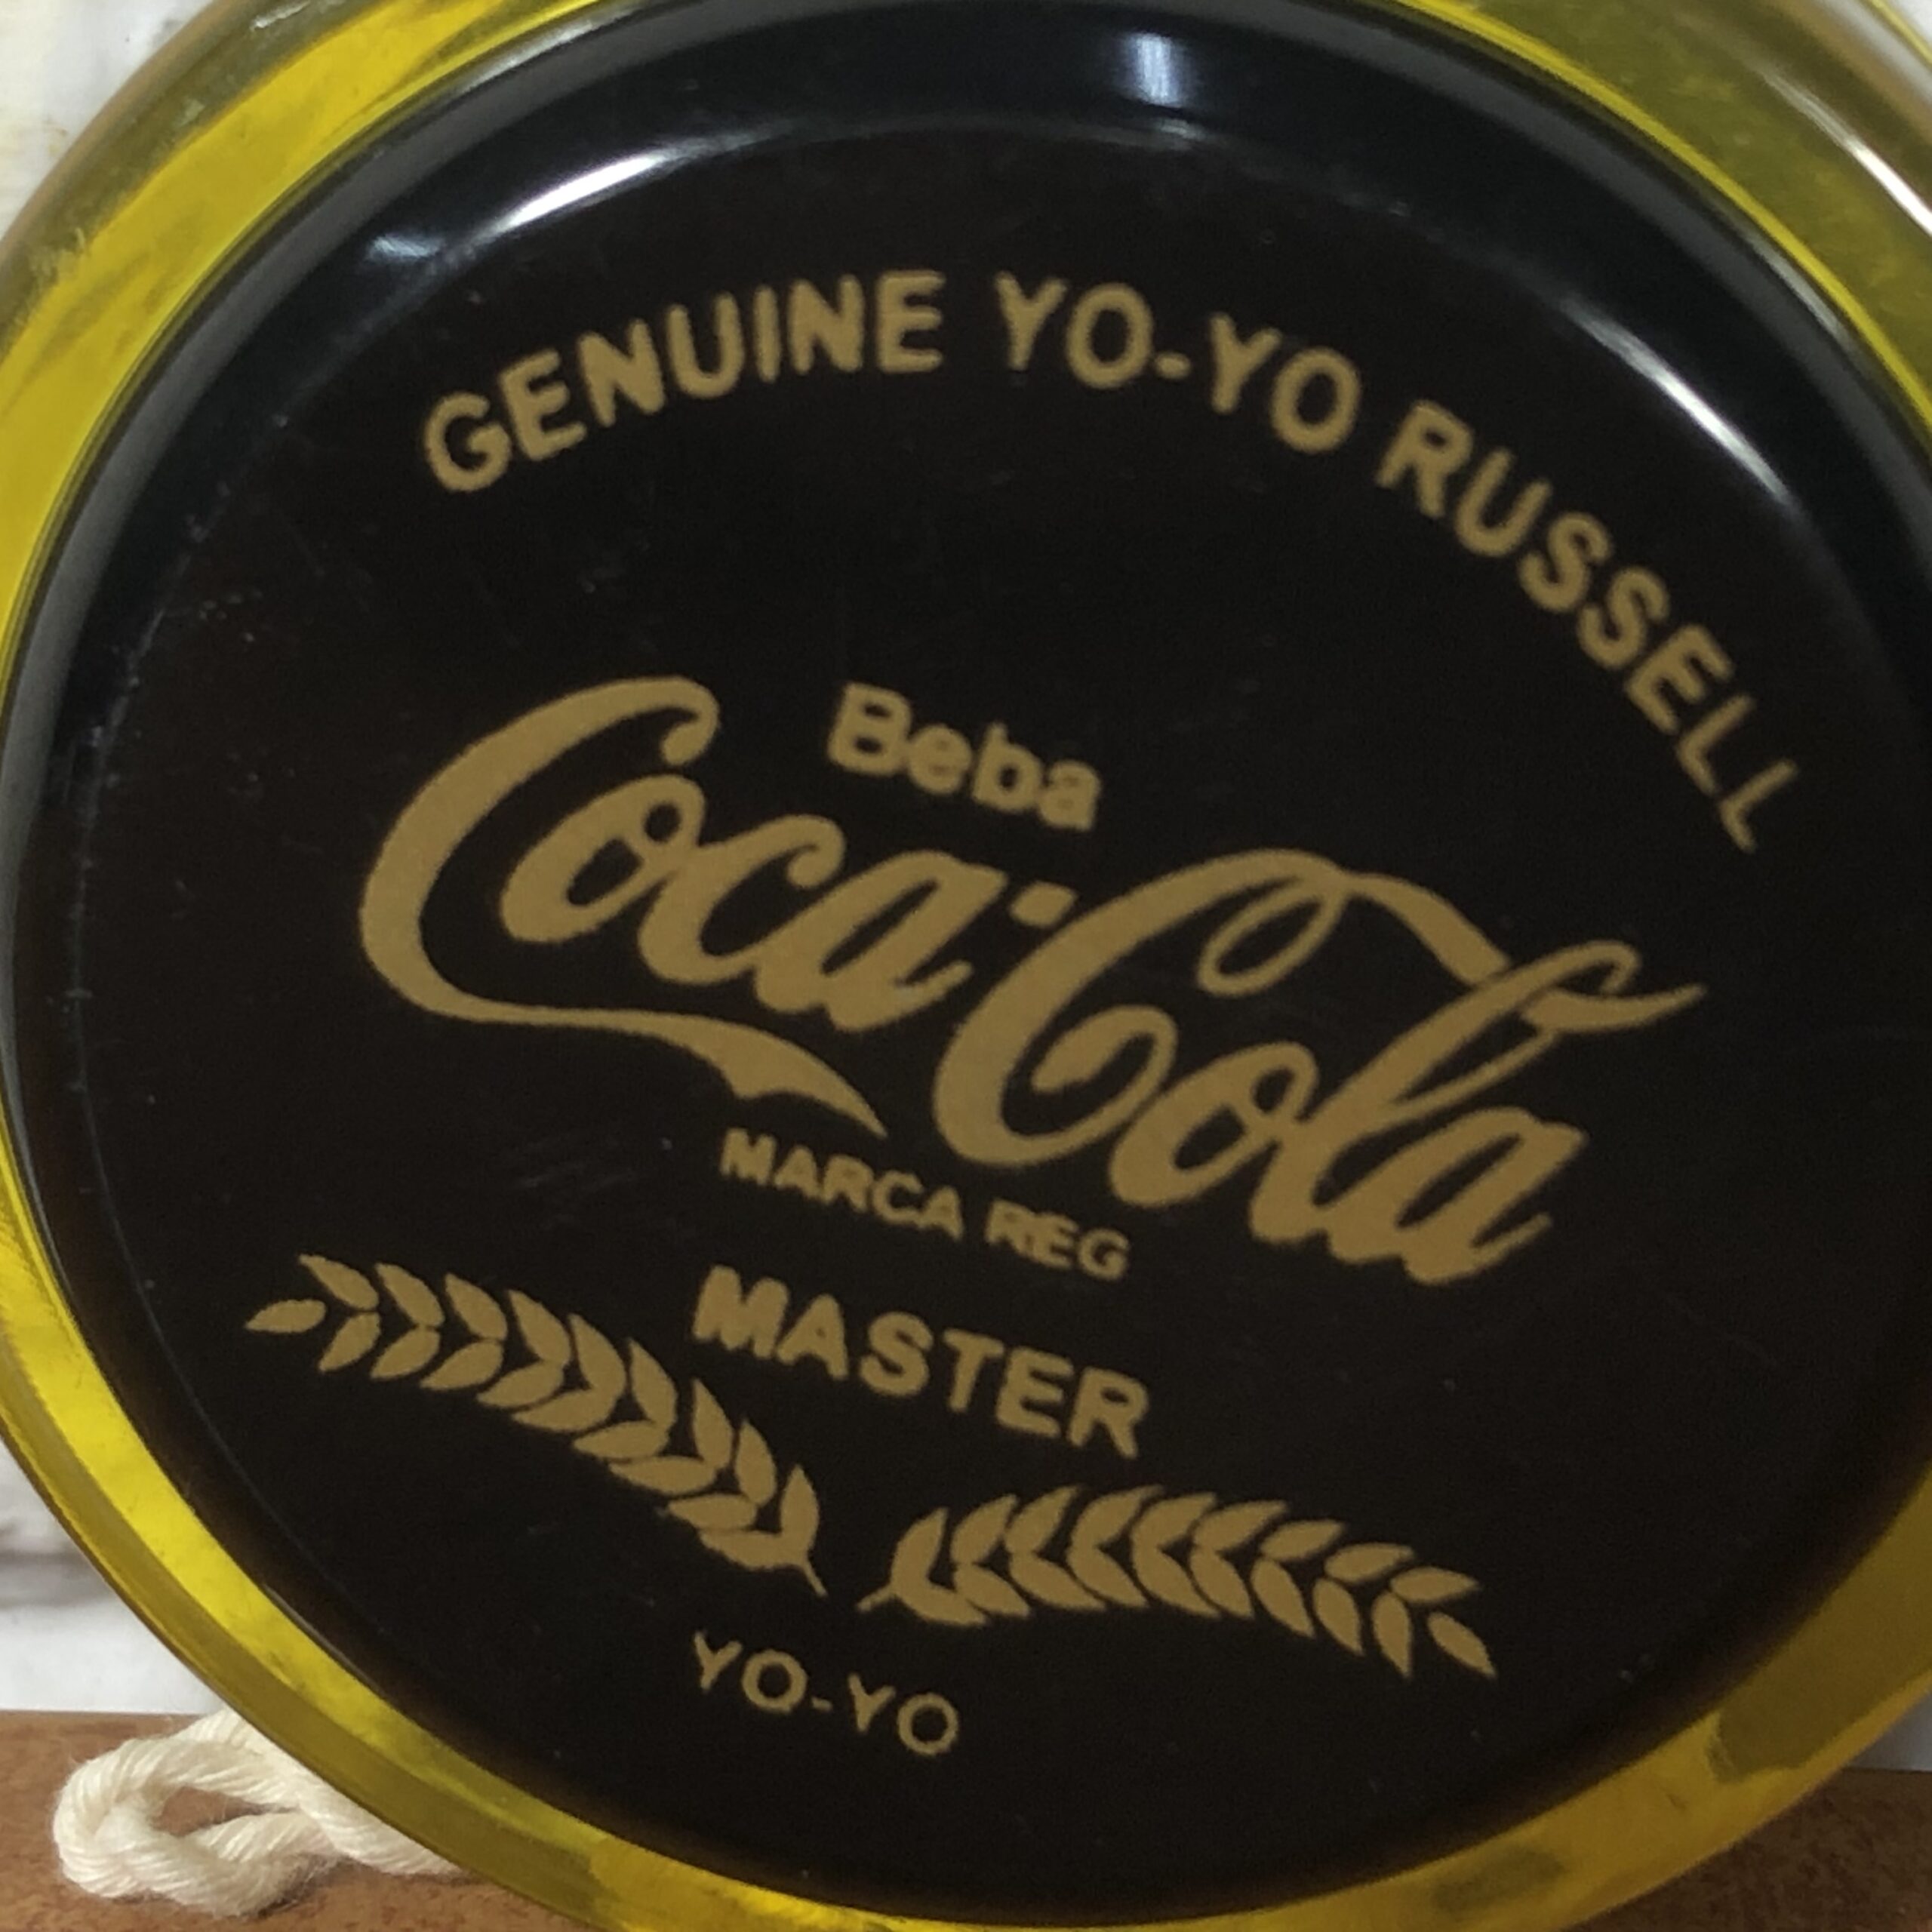 GENUINE YO-YO RUSSELL
Beba
Coca-Cola
MARCA REG
MASTER
YO-YO